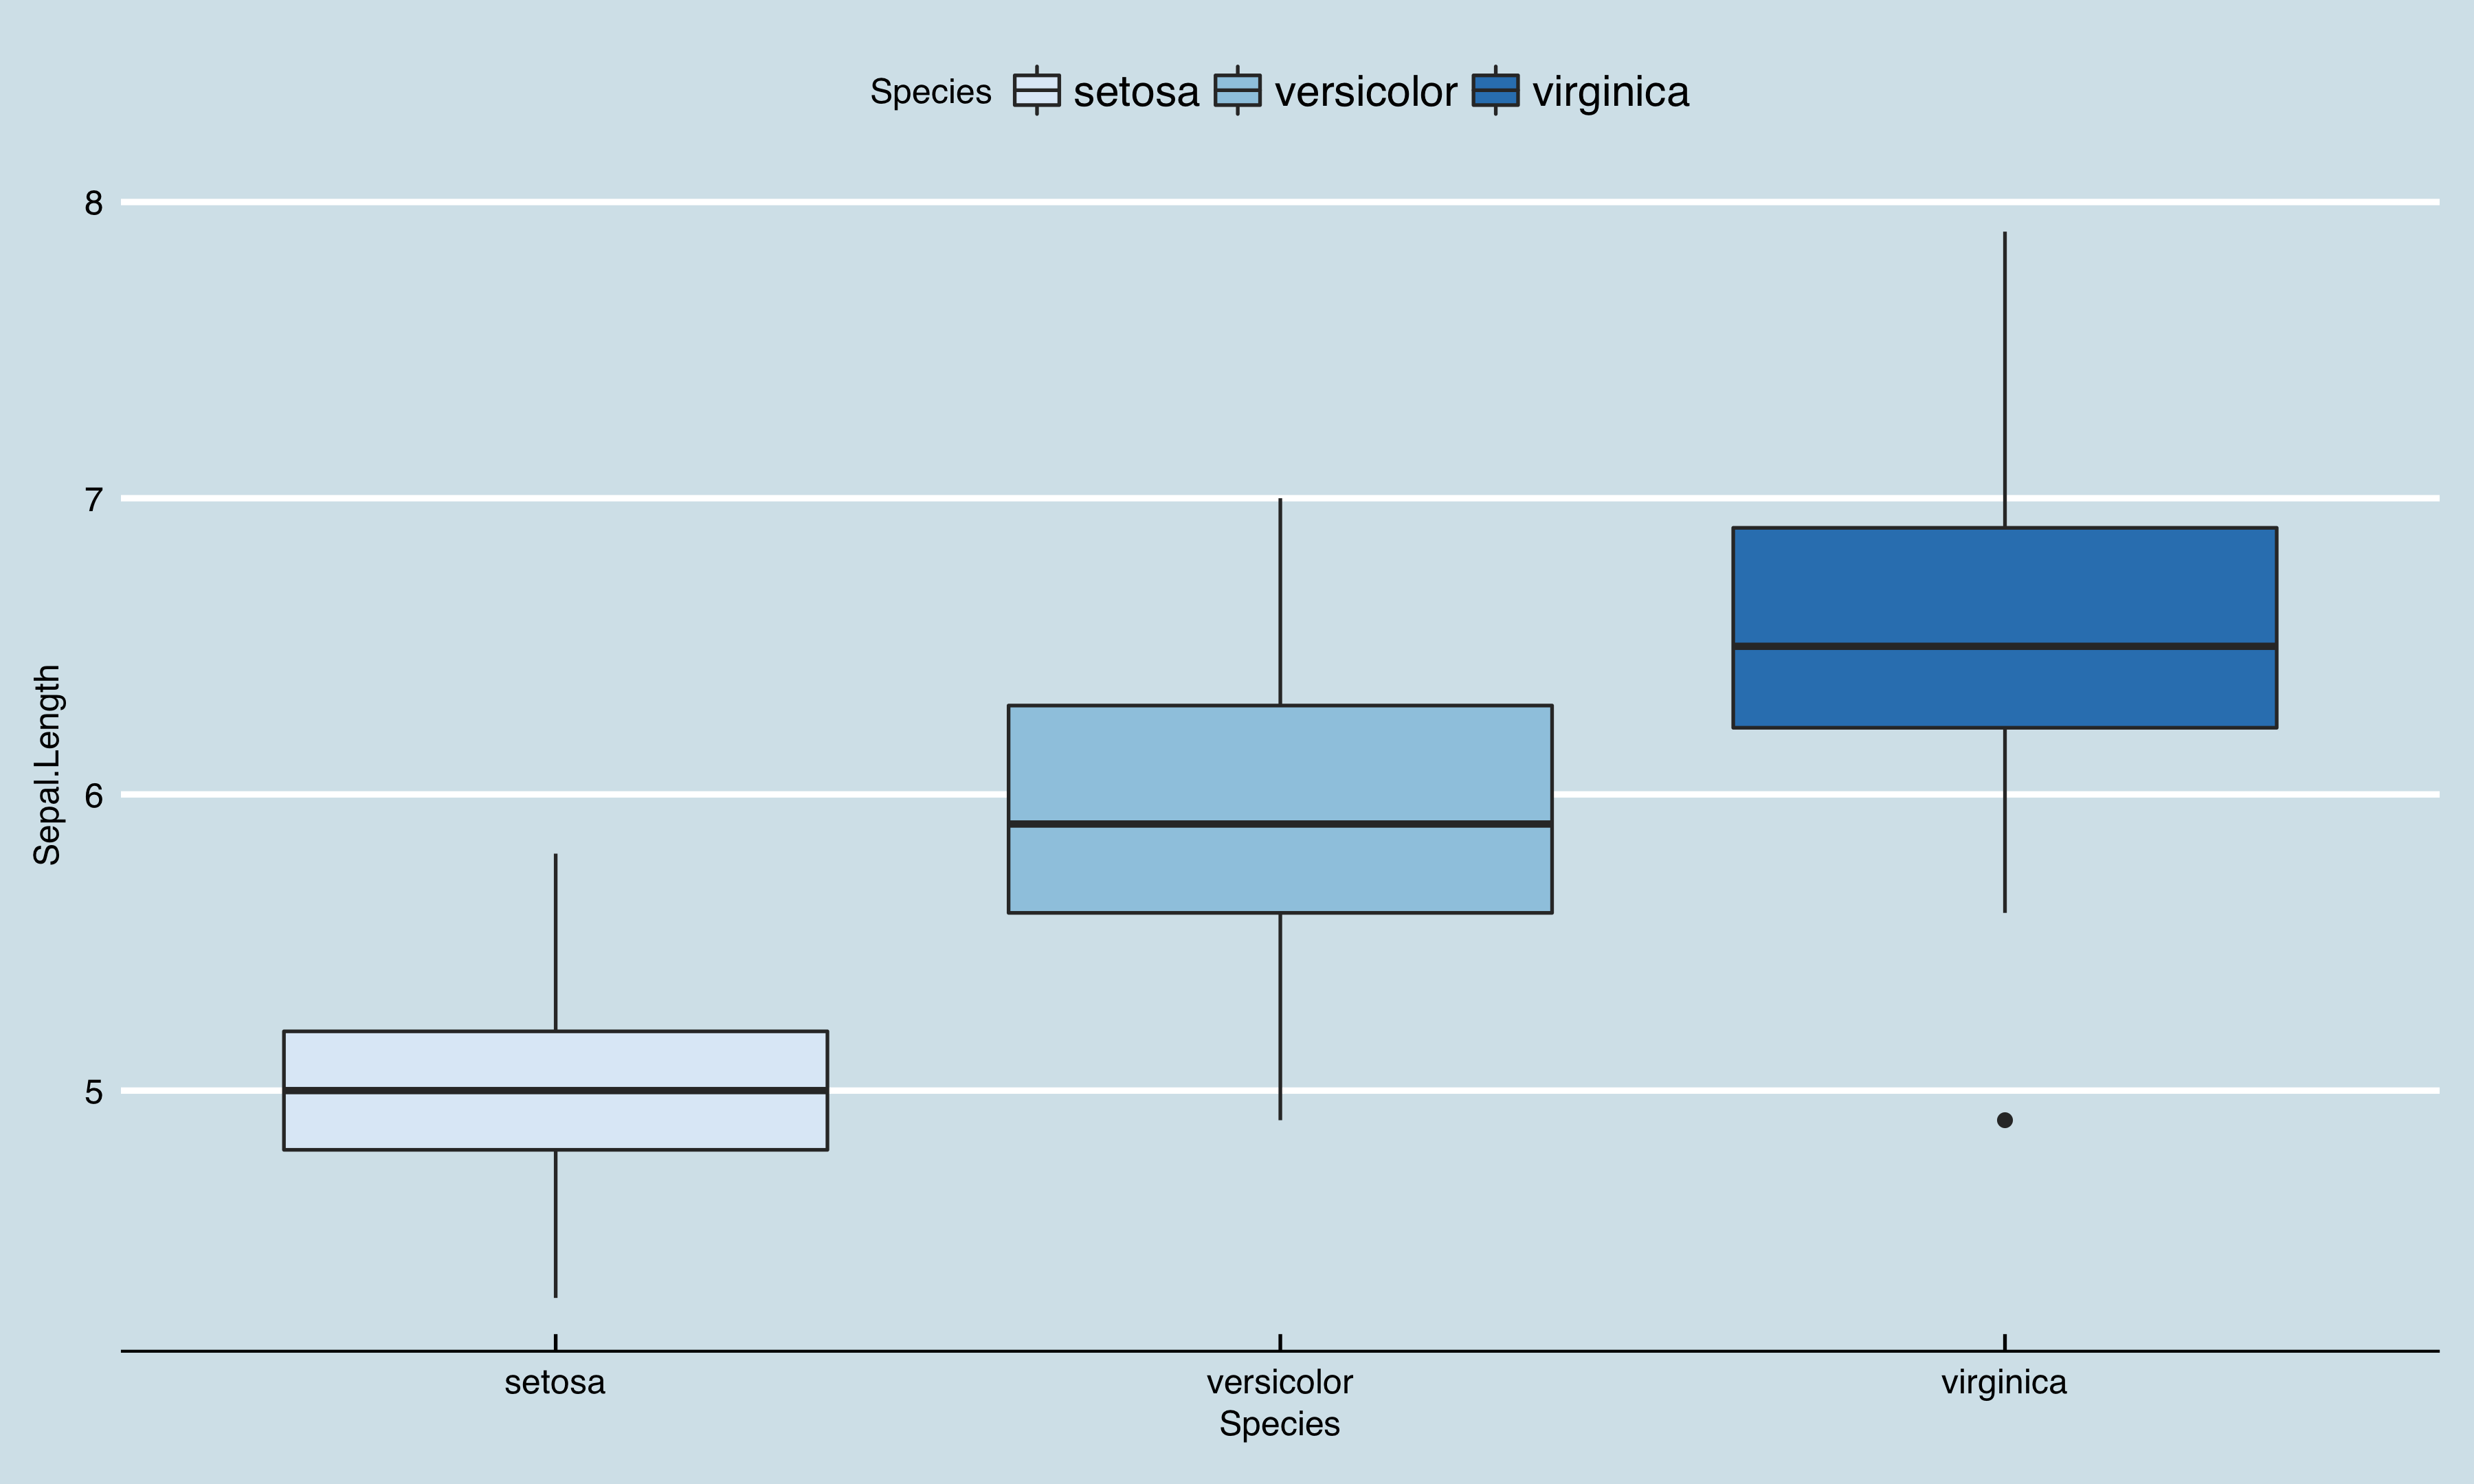 Species setosa versicolor virginica
8
7
6
5
Sepal.Length
setosa versicolor virginica
Species